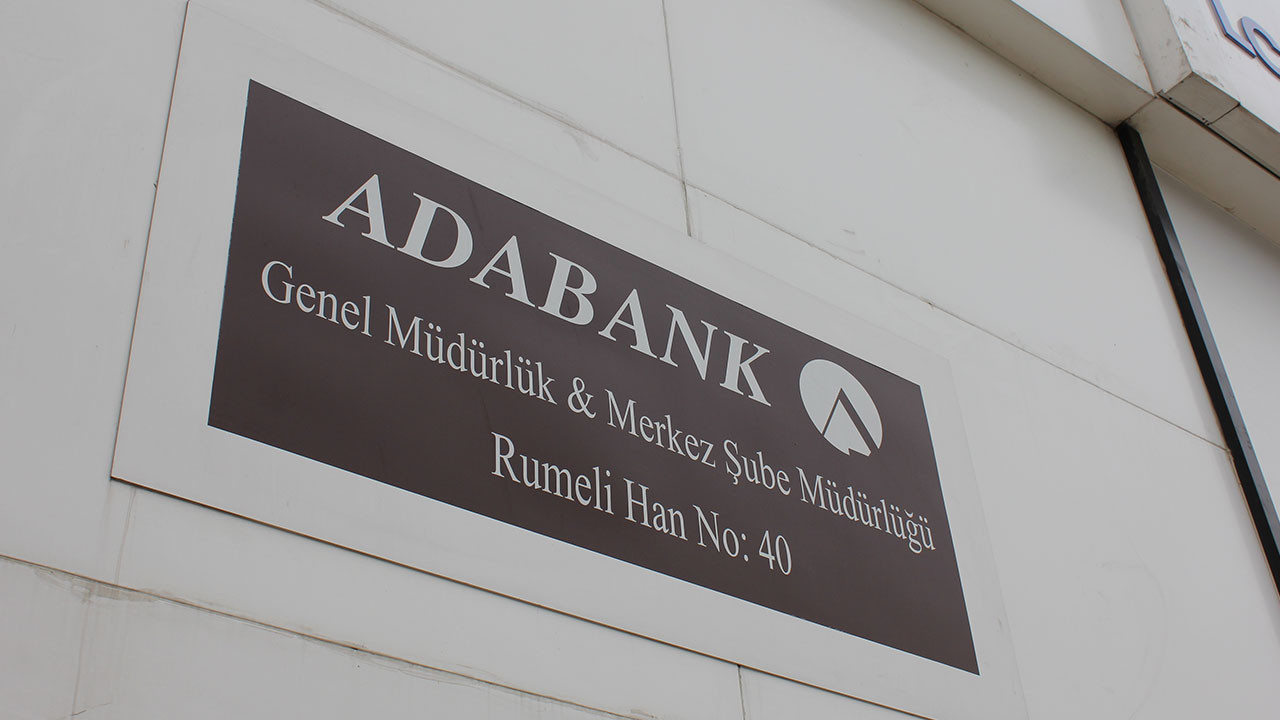 ADABANK
Genel Müdürlük & Merkez Şube Müdürlüğü
Rumeli Han No: 40